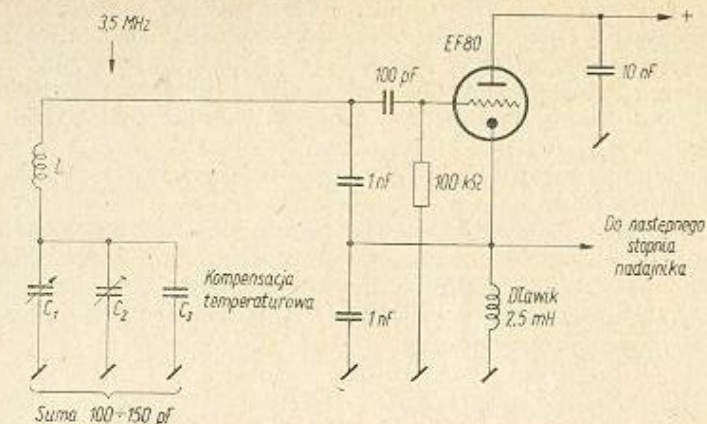 3,5 MHz
EF80
+
100 pF
10 nF
L
1 nF
100 kΩ
Do następnego
stopnia
nadajnika
Kompensacja
temperaturowa
C₁
C₂
C₃
1 nF
Dławik
2,5 mH
Suma 100÷150 pF